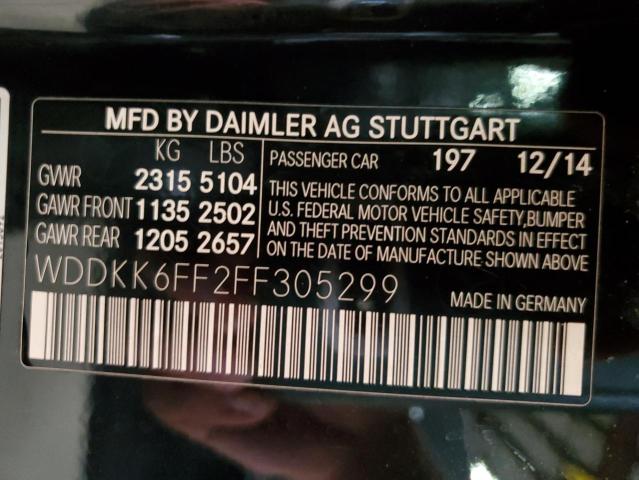 MFD BY DAIMLER AG STUTTGART
KG LBS
GWR 2315 5104
GAWR FRONT 1135 2502
GAWR REAR 1205 2657
PASSENGER CAR 197 12/14
THIS VEHICLE CONFORMS TO ALL APPLICABLE
U.S. FEDERAL MOTOR VEHICLE SAFETY, BUMPER
AND THEFT PREVENTION STANDARDS IN EFFECT
ON THE DATE OF MANUFACTURE SHOWN ABOVE
WDDKK6FF2FF305299
MADE IN GERMANY